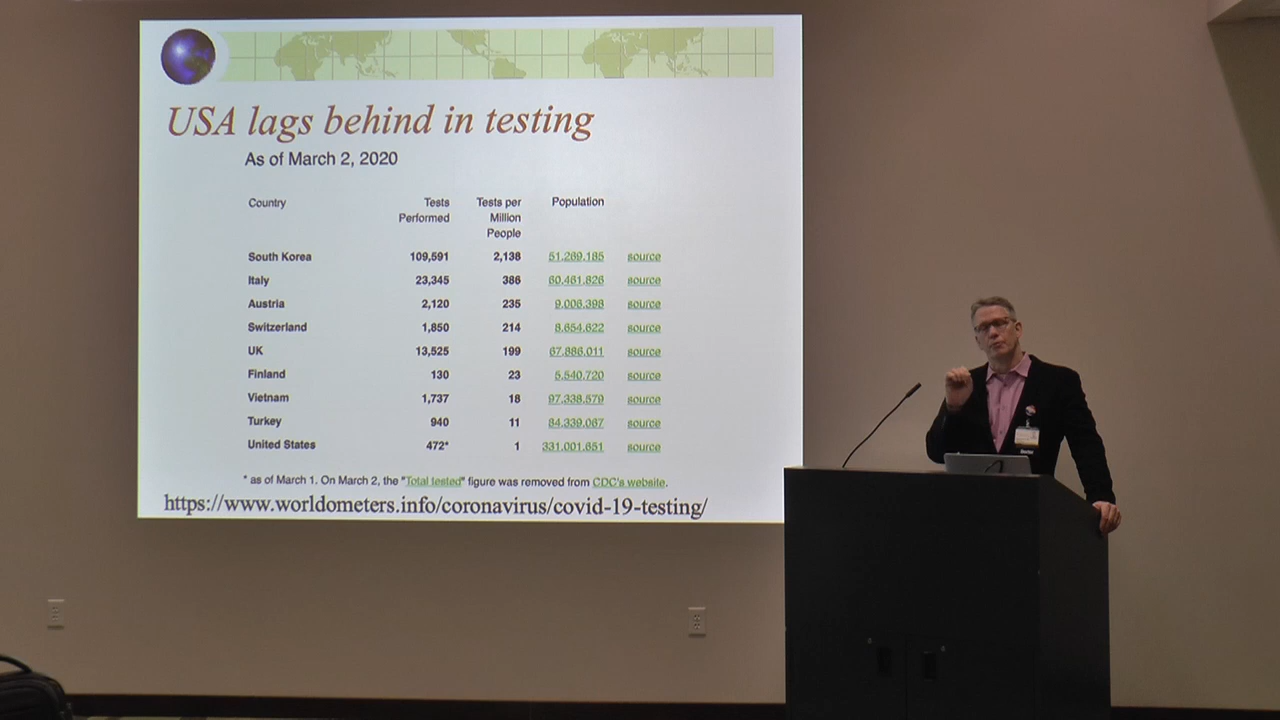 USA lags behind in testing
As of March 2, 2020
Country Tests Performed Tests per Million People Population
South Korea 109,591 2,138 51,269,185 source
Italy 23,345 386 60,461,826 source
Austria 2,120 235 9,006,398 source
Switzerland 1,850 214 8,654,622 source
UK 13,525 199 67,886,011 source
Finland 130 23 5,540,720 source
Vietnam 1,737 18 97,338,579 source
Turkey 940 11 84,339,067 source
United States 472* 1 331,001,651 source
* as of March 1. On March 2, the "Total tested" figure was removed from CDC's website.
https://www.worldometers.info/coronavirus/covid-19-testing/